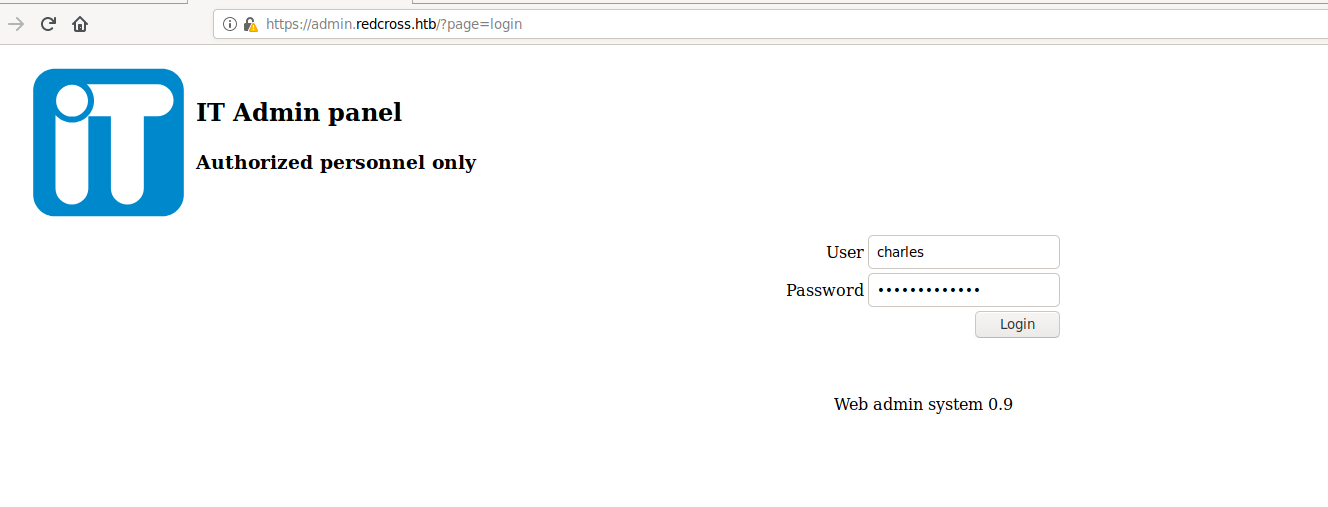 https://admin.redcross.htb/?page=login
iT
IT Admin panel
Authorized personnel only
User charles
Password •••••••••••••
Login
Web admin system 0.9